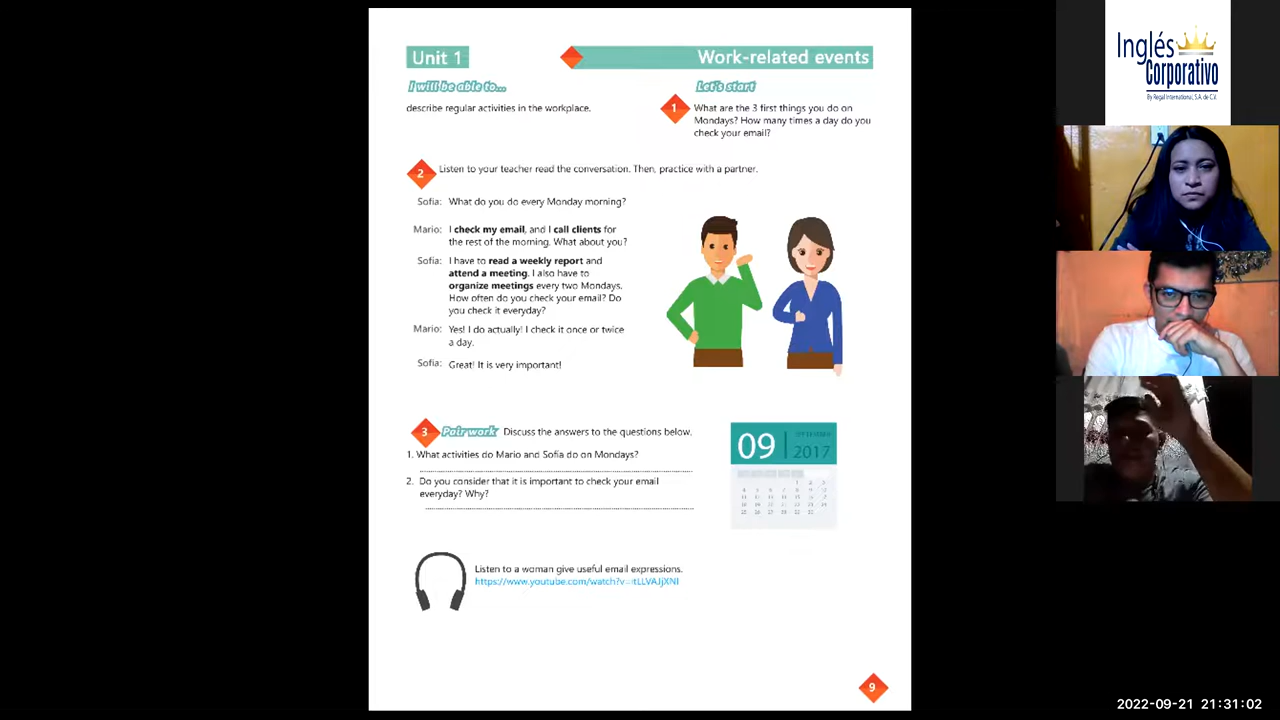 Unit 1
Work-related events
I will be able to...
describe regular activities in the workplace.
Let's start
1
What are the 3 first things you do on
Mondays? How many times a day do you
check your email?
2
Listen to your teacher read the conversation. Then, practice with a partner.
Sofia: What do you do every Monday morning?
Mario: I check my email, and I call clients for
the rest of the morning. What about you?
Sofia: I have to read a weekly report and
attend a meeting. I also have to
organize meetings every two Mondays.
How often do you check your email? Do
you check it everyday?
Mario: Yes! I do actually! I check it once or twice
a day.
Sofia: Great! It is very important!
3
Pair work Discuss the answers to the questions below.
1. What activities do Mario and Sofia do on Mondays?
2. Do you consider that it is important to check your email
everyday? Why?
09
SEPTEMBER
2017
Listen to a woman give useful email expressions.
9
Inglés
Corporativo
By Regal International, S.A. de C.V.
2022-09-21 21:31:02